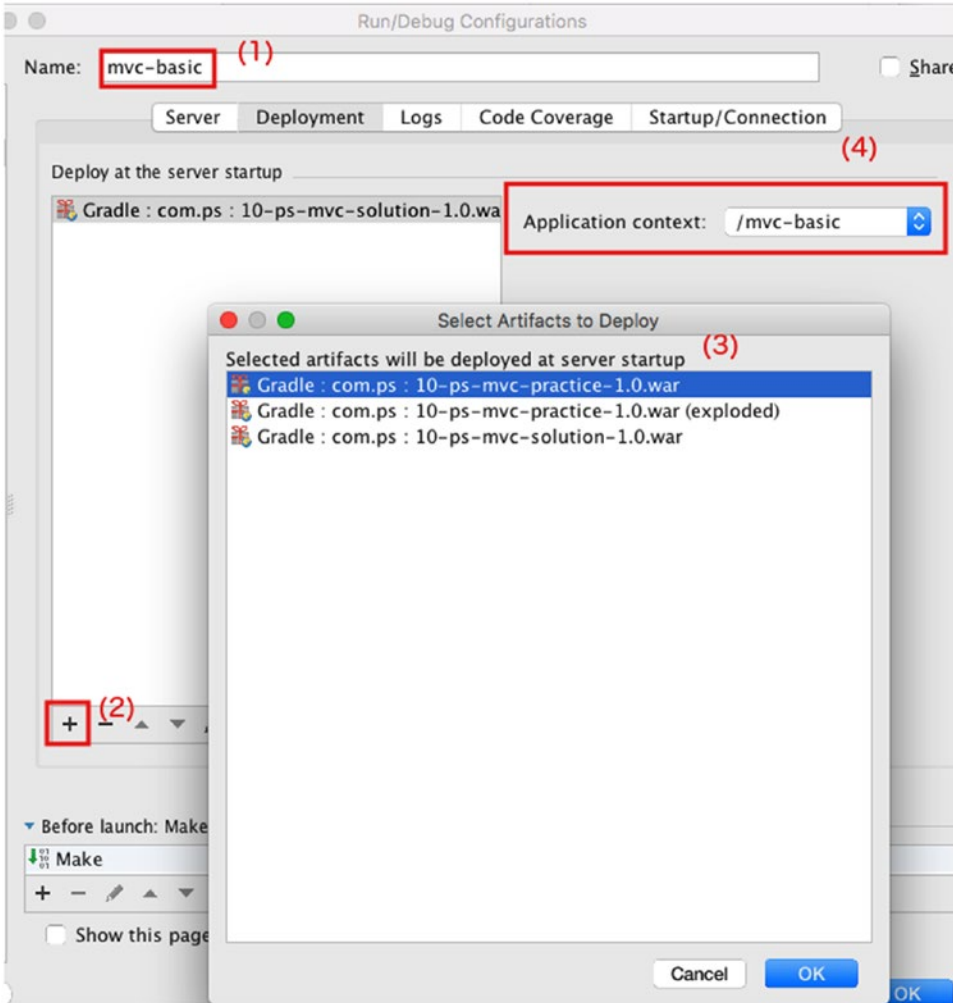 Run/Debug Configurations
(1)
Name: mvc-basic
Share
Server Deployment Logs Code Coverage Startup/Connection
(4)
Deploy at the server startup
Gradle : com.ps : 10-ps-mvc-solution-1.0.wa
Application context: /mvc-basic
Select Artifacts to Deploy
(3)
Selected artifacts will be deployed at server startup
Gradle : com.ps : 10-ps-mvc-practice-1.0.war
Gradle : com.ps : 10-ps-mvc-practice-1.0.war (exploded)
Gradle : com.ps : 10-ps-mvc-solution-1.0.war
(2)
Before launch: Make
Make
Show this page
Cancel OK
OK